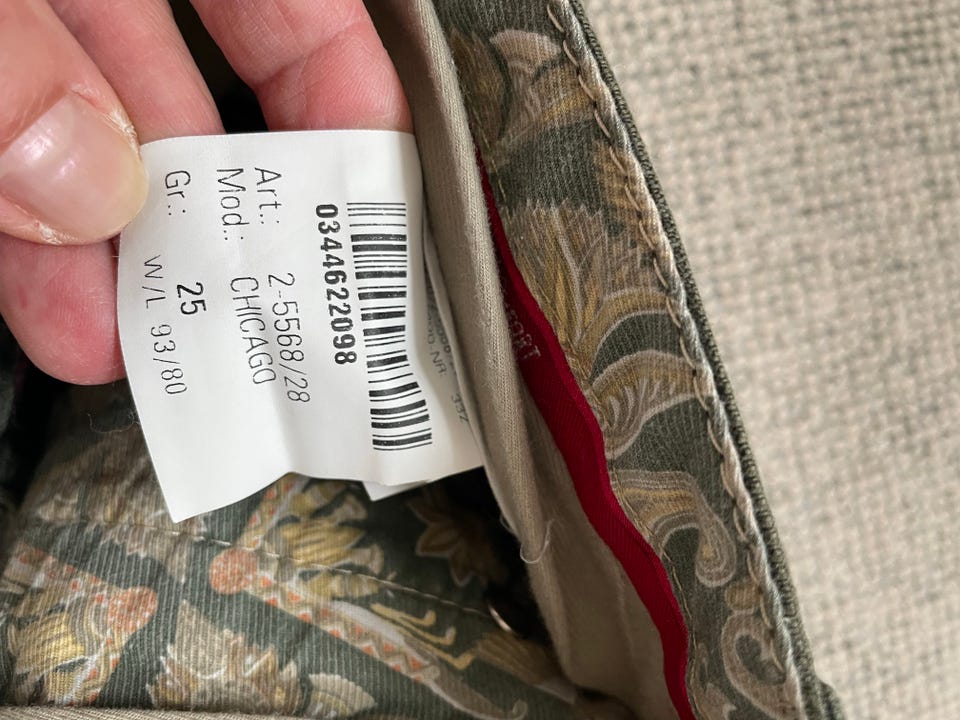 0344622098
Art.: 2-5568/28
Mod.: CHICAGO
Gr.: 25
W/L 93/80